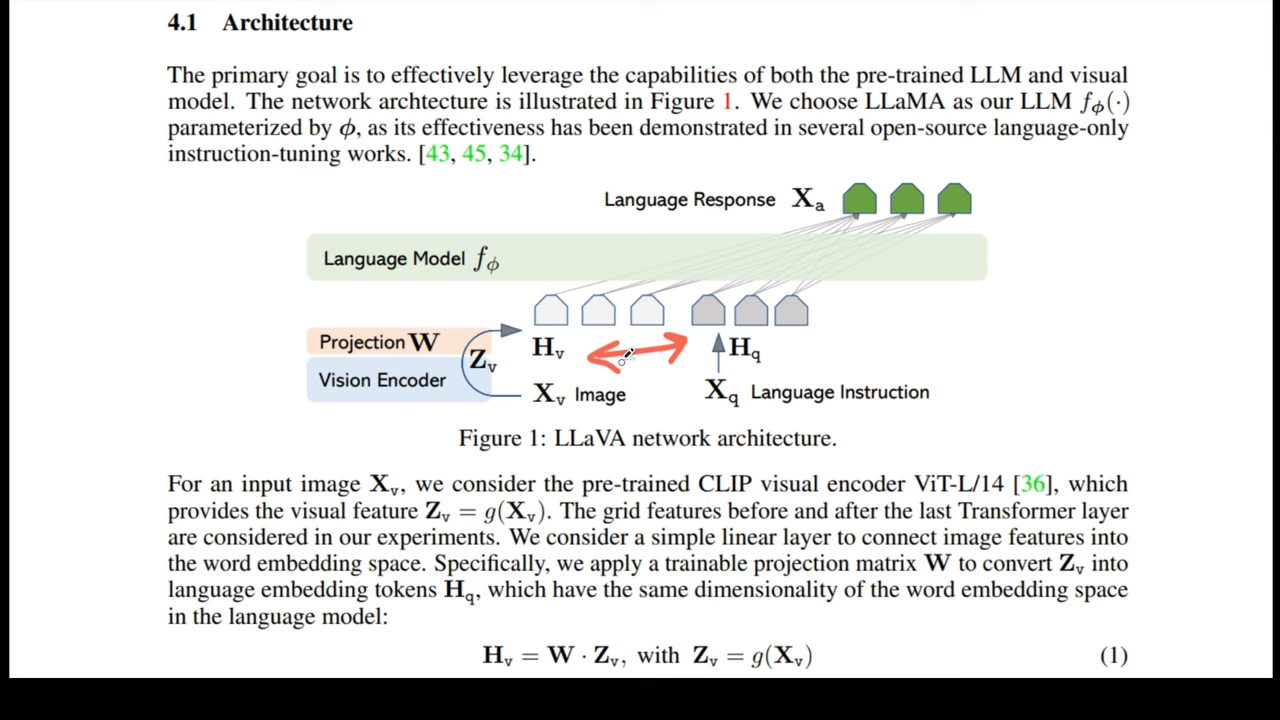 4.1 Architecture
The primary goal is to effectively leverage the capabilities of both the pre-trained LLM and visual
model. The network archtecture is illustrated in Figure 1. We choose LLaMA as our LLM fϕ(·)
parameterized by ϕ, as its effectiveness has been demonstrated in several open-source language-only
instruction-tuning works. [43, 45, 34].
Language Response Xa
Language Model fϕ
Projection W
Zv
Hv
Hq
Vision Encoder
Xv Image
Xq Language Instruction
Figure 1: LLaVA network architecture.
For an input image Xv, we consider the pre-trained CLIP visual encoder ViT-L/14 [36], which
provides the visual feature Zv = g(Xv). The grid features before and after the last Transformer layer
are considered in our experiments. We consider a simple linear layer to connect image features into
the word embedding space. Specifically, we apply a trainable projection matrix W to convert Zv into
language embedding tokens Hq, which have the same dimensionality of the word embedding space
in the language model:
Hv = W · Zv, with Zv = g(Xv) (1)